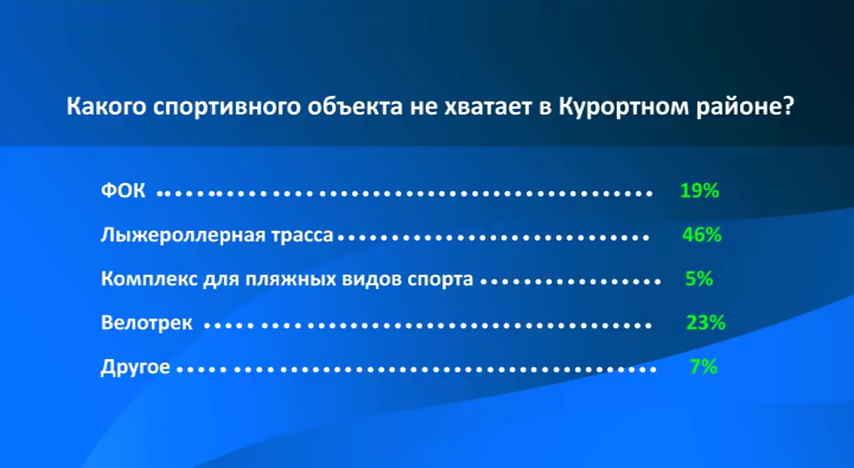 Какого спортивного объекта не хватает в Курортном районе?
ФОК .......................................... 19%
Лыжероллерная трасса........................ 46%
Комплекс для пляжных видов спорта .............. 5%
Велотрек ...................................... 23%
Другое ........................................ 7%